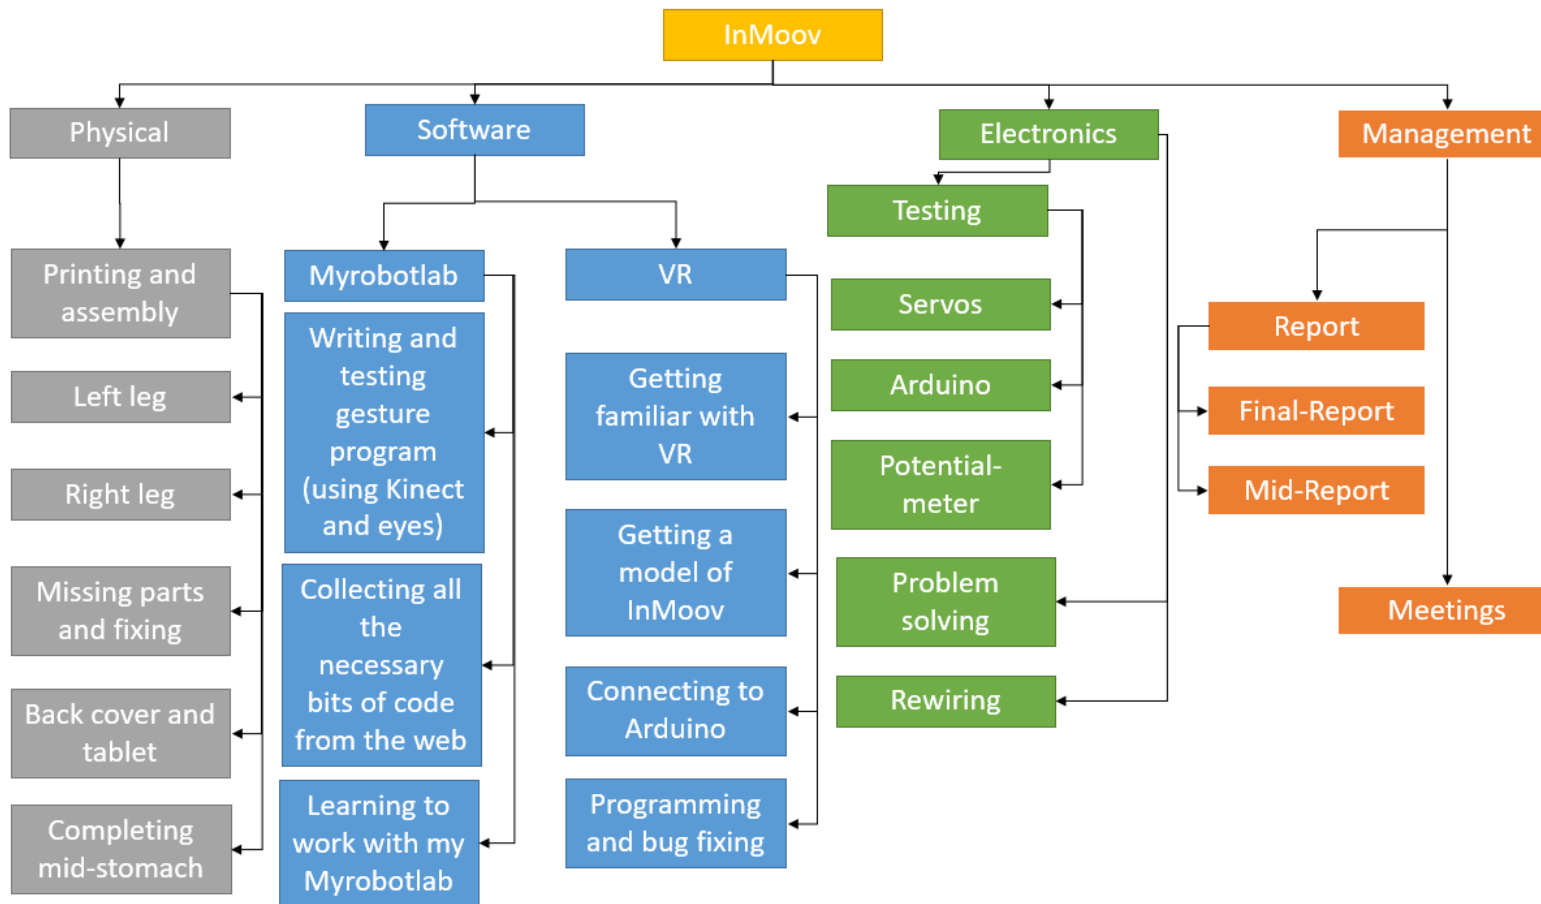 InMoov
Physical
Software
Electronics
Management
Printing and
assembly
Left leg
Right leg
Missing parts
and fixing
Back cover and
tablet
Completing
mid-stomach
Myrobotlab
Writing and
testing
gesture
program
(using Kinect
and eyes)
Collecting all
the
necessary
bits of code
from the web
Learning to
work with my
Myrobotlab
VR
Getting
familiar with
VR
Getting a
model of
InMoov
Connecting to
Arduino
Programming
and bug fixing
Testing
Servos
Arduino
Potential-
meter
Problem
solving
Rewiring
Report
Final-Report
Mid-Report
Meetings